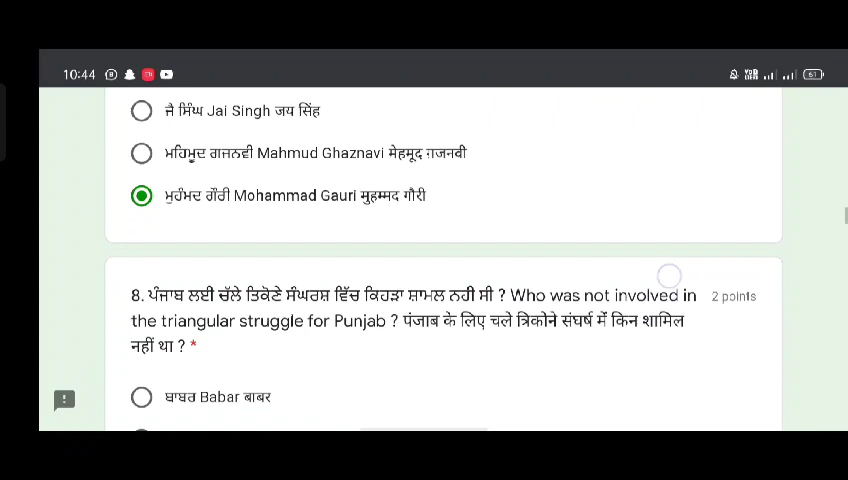 10:44
ਜੈ ਸਿੰਘ Jai Singh जय सिंह
ਮਹਿਮੂਦ ਗਜਨਵੀ Mahmud Ghaznavi मेहमूद ग़जनवी
ਮੁਹੰਮਦ ਗੌਰੀ Mohammad Gauri मुहम्मद गौरी
8. ਪੰਜਾਬ ਲਈ ਚੱਲੇ ਤਿਕੋਣੇ ਸੰਘਰਸ਼ ਵਿੱਚ ਕਿਹੜਾ ਸ਼ਾਮਲ ਨਹੀ ਸੀ ? Who was not involved in 2 points
the triangular struggle for Punjab ? पंजाब के लिए चले त्रिकोने संघर्ष में किन शामिल
नहीं था ? *
ਬਾਬਰ Babar बाबर